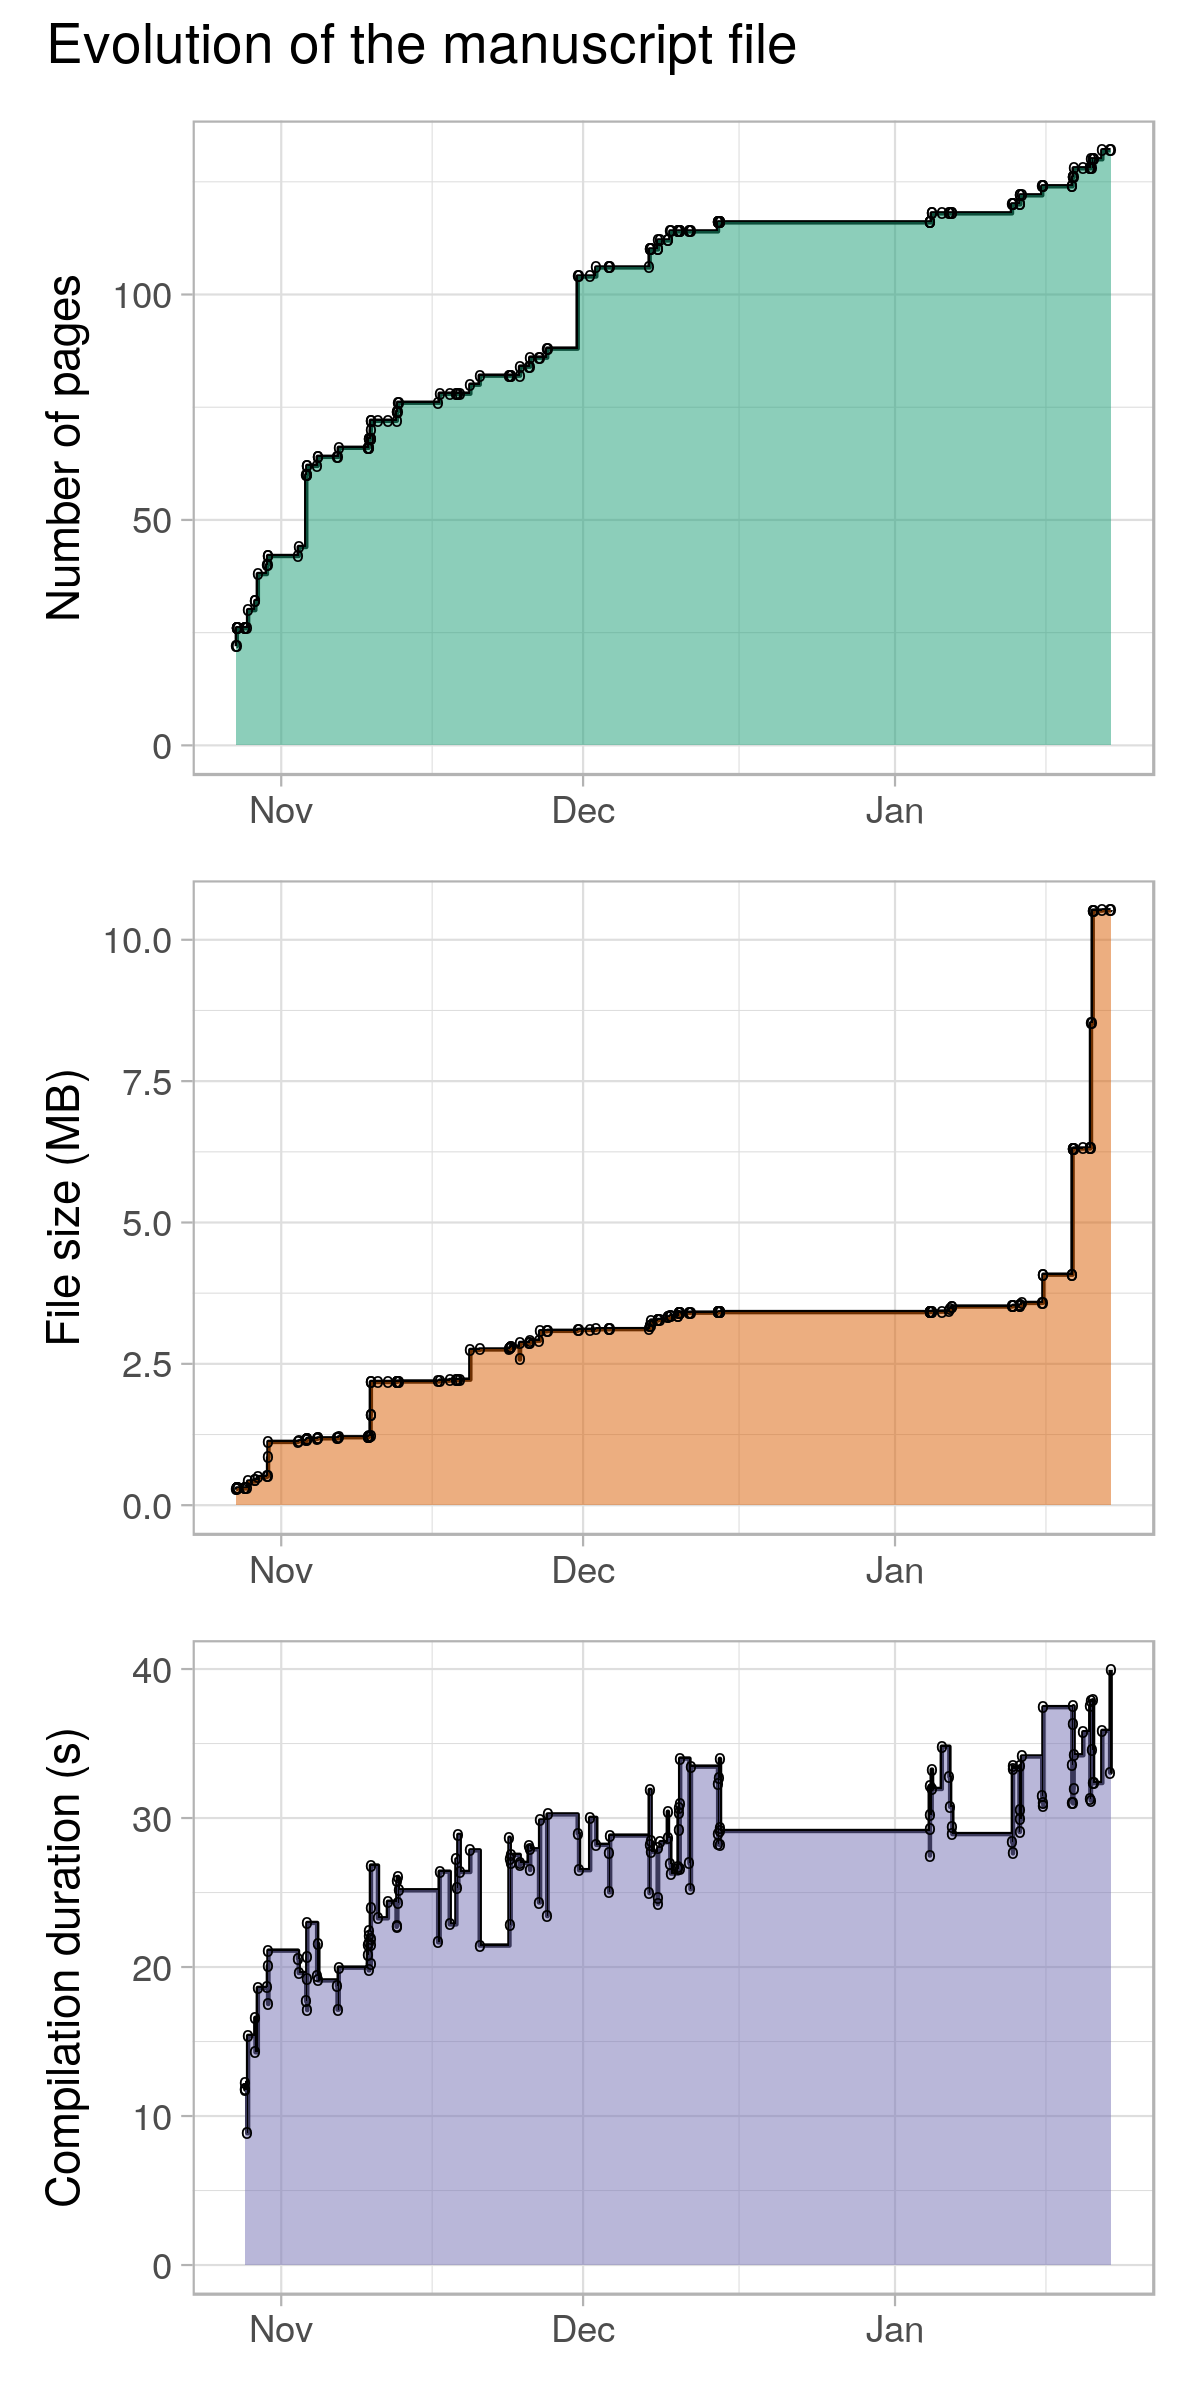 Evolution of the manuscript file
Number of pages
100
50
0
Nov Dec Jan
File size (MB)
10.0
7.5
5.0
2.5
0.0
Nov Dec Jan
Compilation duration (s)
40
30
20
10
0
Nov Dec Jan